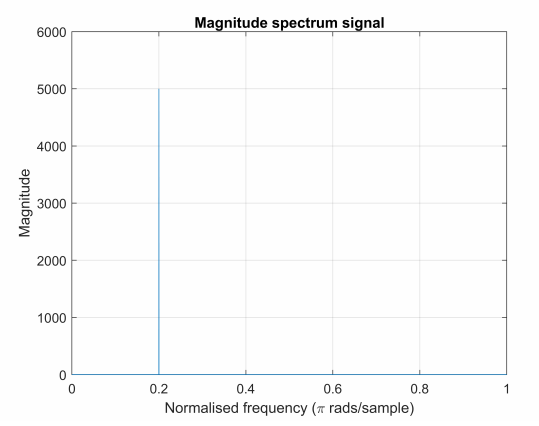 Magnitude spectrum signal
6000
5000
4000
3000
2000
1000
0
Magnitude
0 0.2 0.4 0.6 0.8 1
Normalised frequency (π rads/sample)